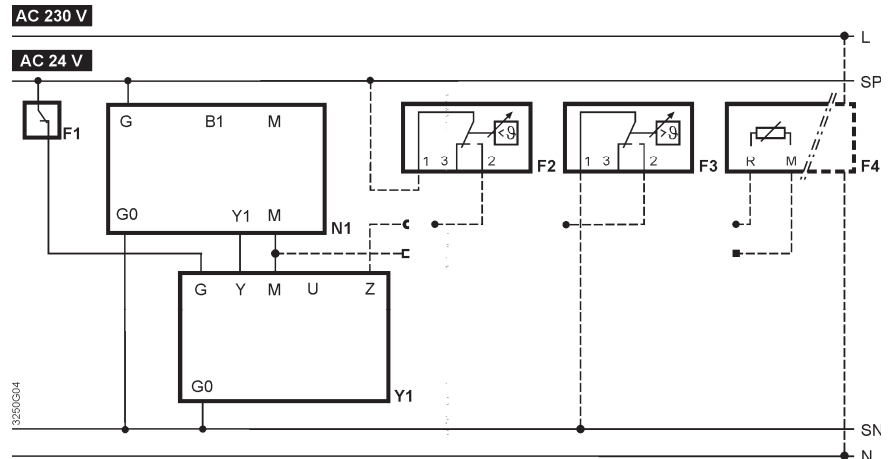 AC 230 V
L
AC 24 V
SP
F1
G B1 M
G0 Y1 M
N1
1 3 2
<ϑ
F2
1 3 2
>ϑ
F3
R M
F4
G Y M U Z
G0
Y1
3250G04
SN
N